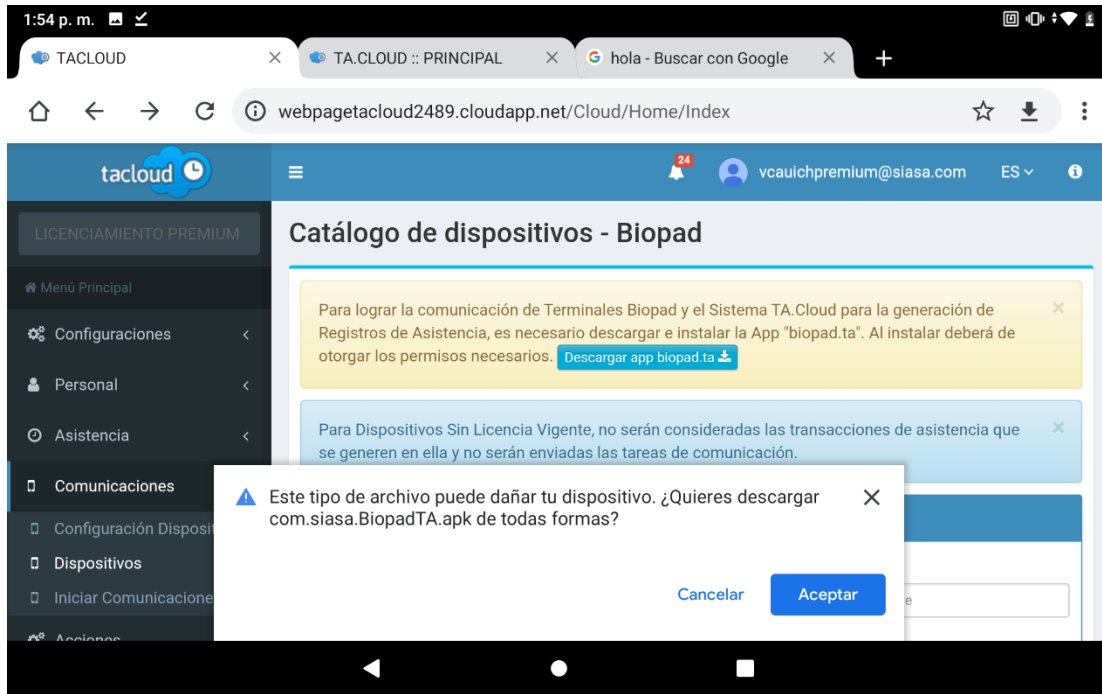 1:54 p. m.
TACLOUD
TA.CLOUD :: PRINCIPAL
hola - Buscar con Google
webpagetacloud2489.cloudapp.net/Cloud/Home/Index
tacloud
24
vcauichpremium@siasa.com
ES
LICENCIAMIENTO PREMIUM
Menú Principal
Configuraciones
Personal
Asistencia
Comunicaciones
Configuración Disposit
Dispositivos
Iniciar Comunicacione
Acciones
Catálogo de dispositivos - Biopad
Para lograr la comunicación de Terminales Biopad y el Sistema TA.Cloud para la generación de
Registros de Asistencia, es necesario descargar e instalar la App "biopad.ta". Al instalar deberá de
otorgar los permisos necesarios. Descargar app biopad.ta
Para Dispositivos Sin Licencia Vigente, no serán consideradas las transacciones de asistencia que
se generen en ella y no serán enviadas las tareas de comunicación.
Este tipo de archivo puede dañar tu dispositivo. ¿Quieres descargar
com.siasa.BiopadTA.apk de todas formas?
Cancelar
Aceptar
e